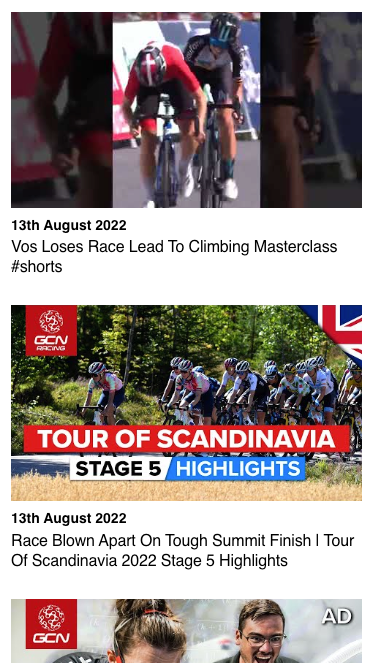 13th August 2022
Vos Loses Race Lead To Climbing Masterclass
#shorts
GCN
RACING
TOUR OF SCANDINAVIA
STAGE 5 / HIGHLIGHTS
13th August 2022
Race Blown Apart On Tough Summit Finish | Tour
Of Scandinavia 2022 Stage 5 Highlights
GCN
AD